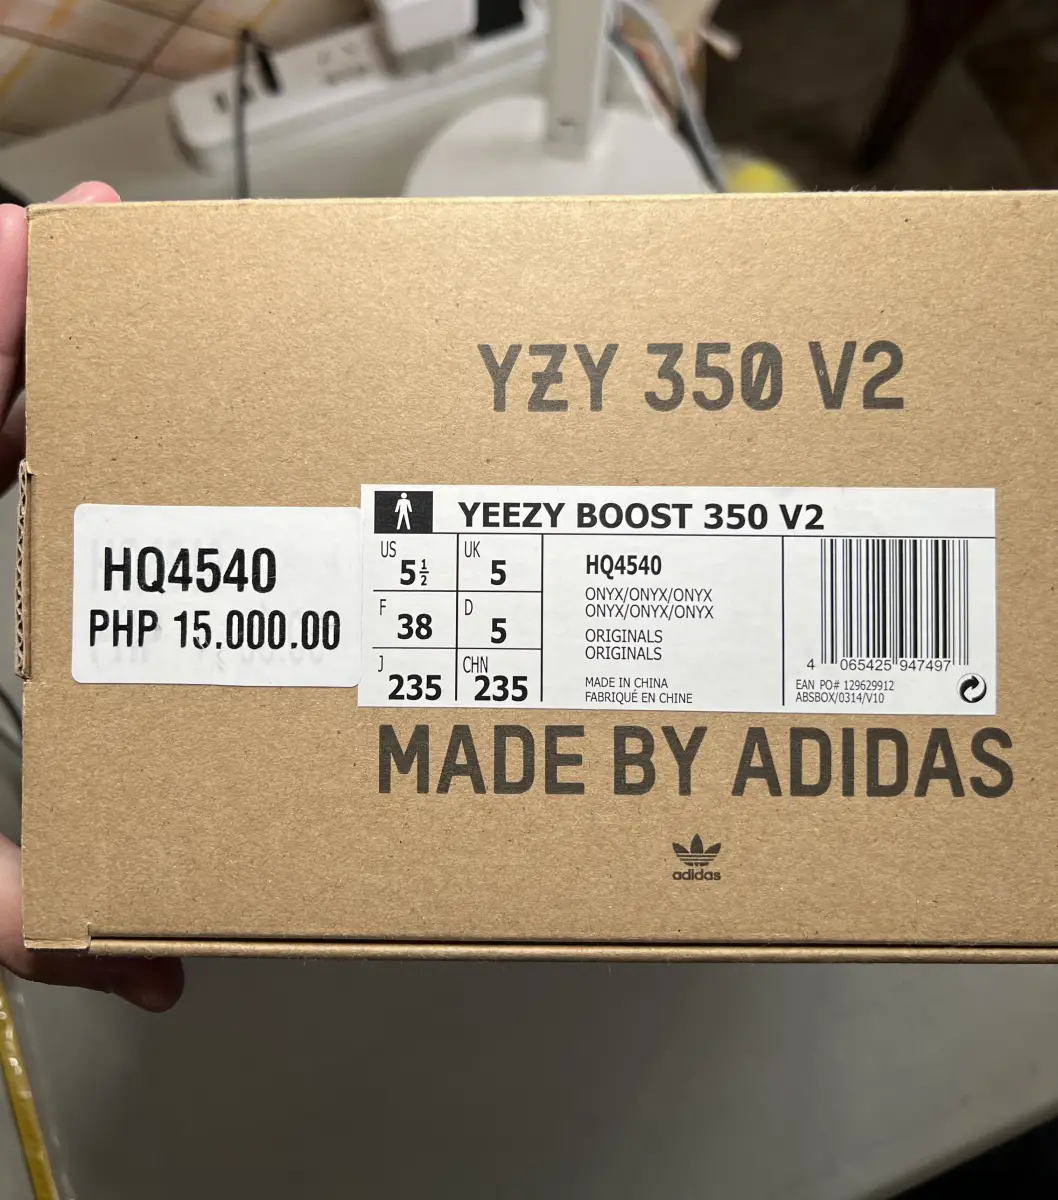 YZY 350 V2
HQ4540
PHP 15.000.00
YEEZY BOOST 350 V2
US 5½
UK 5
F 38
D 5
J 235
CHN 235
HQ4540
ONYX/ONYX/ONYX
ONYX/ONYX/ONYX
ORIGINALS
ORIGINALS
MADE IN CHINA
FABRIQUÉ EN CHINE
4 065425 947497
EAN PO# 129629912
ABSBOX/0314/V10
MADE BY ADIDAS
adidas